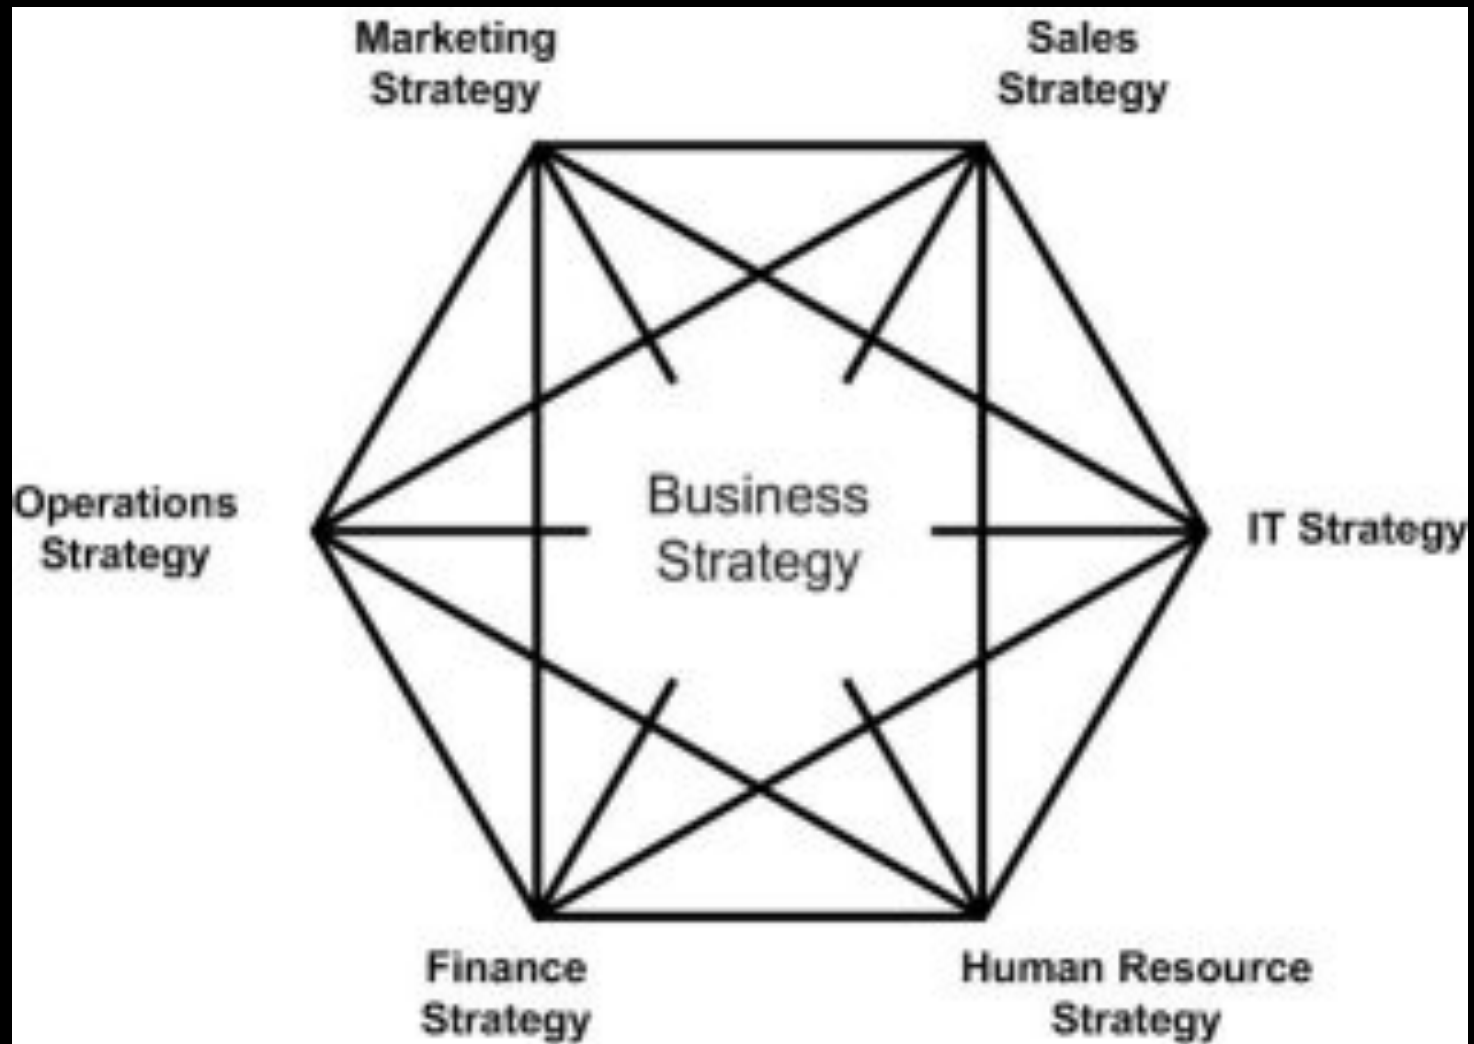 Marketing
Strategy
Sales
Strategy
Operations
Strategy
Business
Strategy
IT Strategy
Finance
Strategy
Human Resource
Strategy